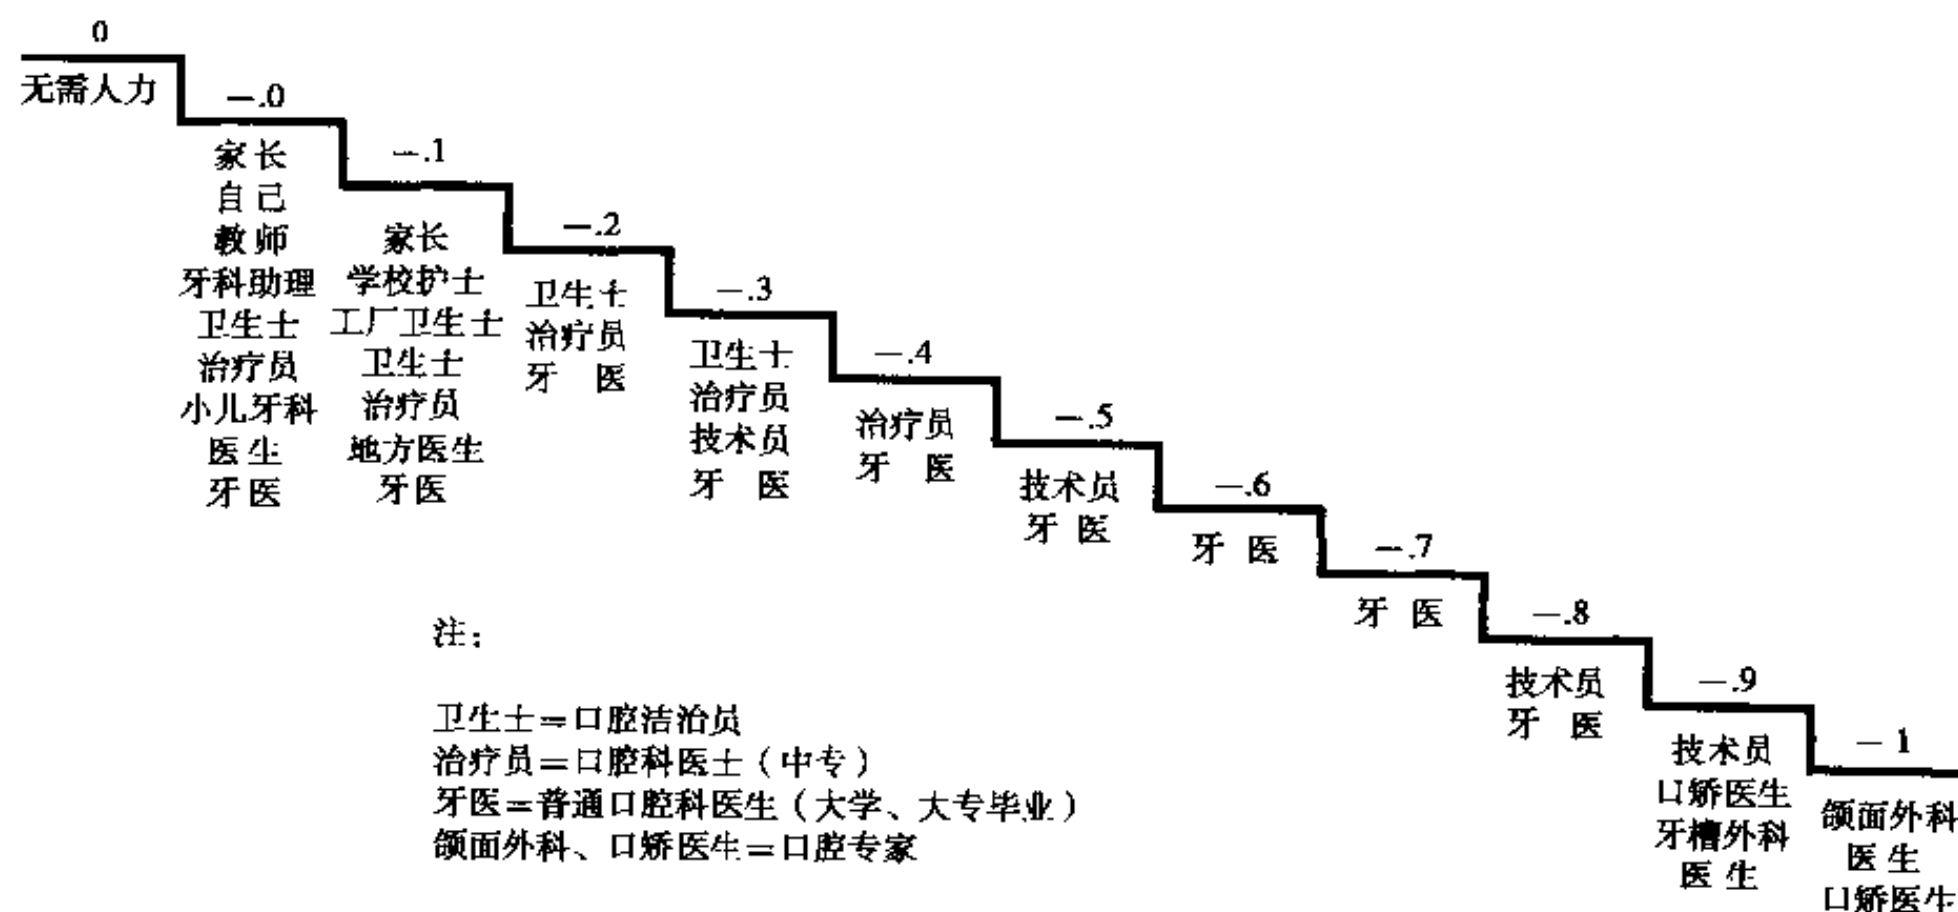 0
无需人力
—.0
家长
自己
教师
牙科助理
卫生士
治疗员
小儿牙科
医生
牙医
—.1
家长
学校护士
工厂卫生士
卫生士
治疗员
地方医生
牙医
—.2
卫生士
治疗员
牙 医
—.3
卫生士
治疗员
技术员
牙 医
—.4
治疗员
牙 医
—.5
技术员
牙 医
—.6
牙 医
—.7
牙 医
—.8
技术员
牙 医
—.9
技术员
口矫医生
牙槽外科
医生
— 1
颌面外科
医生
口矫医生
注:
卫生士=口腔洁治员
治疗员=口腔科医士(中专)
牙医=普通口腔科医生(大学、大专毕业)
颌面外科、口矫医生=口腔专家